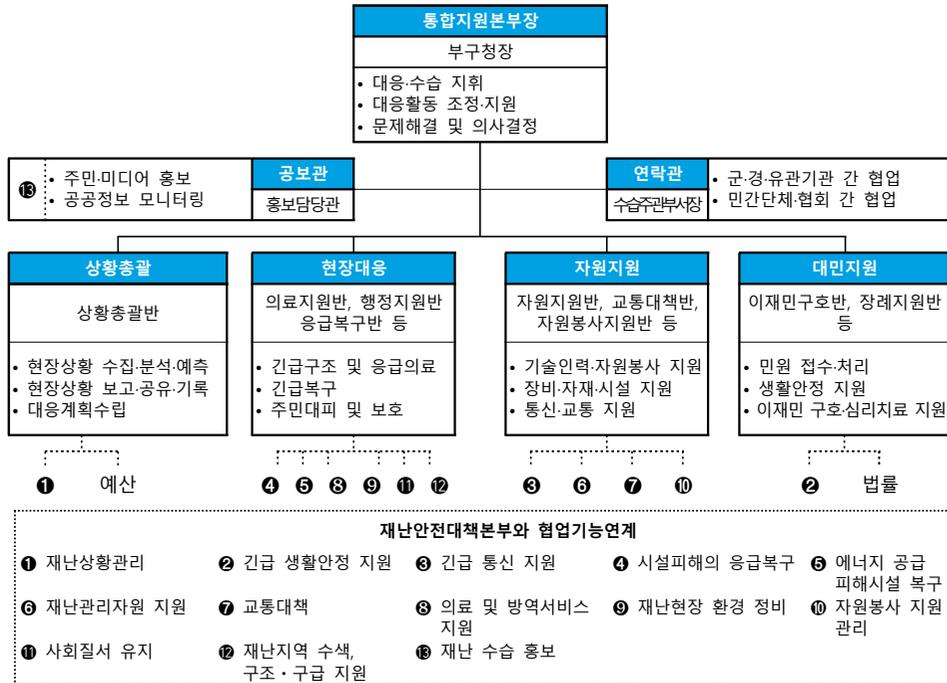 통합지원본부장
부구청장
• 대응·수습 지휘
• 대응활동 조정·지원
• 문제해결 및 의사결정
⓭
• 주민·미디어 홍보
• 공공정보 모니터링
공보관
홍보담당관
연락관
수습주관부서장
• 군·경·유관기관 간 협업
• 민간단체·협회 간 협업
상황총괄
상황총괄반
• 현장상황 수집·분석·예측
• 현장상황 보고·공유·기록
• 대응계획수립
❶ 예산
현장대응
의료지원반, 행정지원반
응급복구반 등
• 긴급구조 및 응급의료
• 긴급복구
• 주민대피 및 보호
❹ ❺ ❽ ❾ ⓫ ⓬
자원지원
자원지원반, 교통대책반,
자원봉사지원반 등
• 기술인력·자원봉사 지원
• 장비·자재·시설 지원
• 통신·교통 지원
❸ ❻ ❼ ❿
대민지원
이재민구호반, 장례지원반
등
• 민원 접수·처리
• 생활안정 지원
• 이재민 구호·심리치료 지원
❷ 법률
재난안전대책본부와 협업기능연계
❶ 재난상황관리
❷ 긴급 생활안정 지원
❸ 긴급 통신 지원
❹ 시설피해의 응급복구
❺ 에너지 공급
피해시설 복구
❻ 재난관리자원 지원
❼ 교통대책
❽ 의료 및 방역서비스
지원
❾ 재난현장 환경 정비
❿ 자원봉사 지원
관리
⓫ 사회질서 유지
⓬ 재난지역 수색,
구조・구급 지원
⓭ 재난 수습 홍보